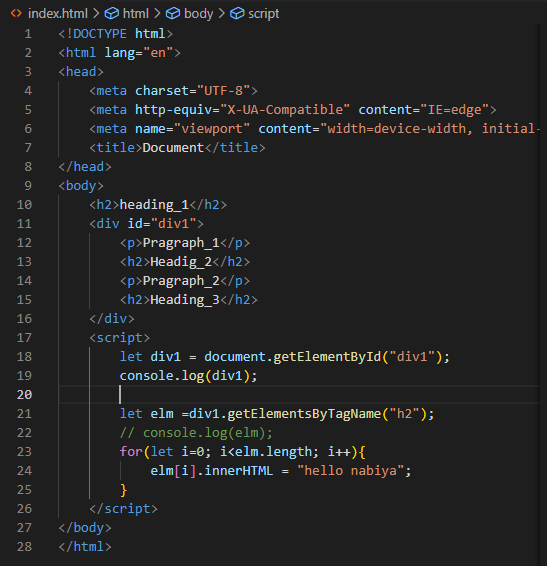 index.html > html > body > script
1 <!DOCTYPE html>
2 <html lang="en">
3 <head>
4     <meta charset="UTF-8">
5     <meta http-equiv="X-UA-Compatible" content="IE=edge">
6     <meta name="viewport" content="width=device-width, initial-
7     <title>Document</title>
8 </head>
9 <body>
10     <h2>heading_1</h2>
11     <div id="div1">
12         <p>Pragraph_1</p>
13         <h2>Headig_2</h2>
14         <p>Pragraph_2</p>
15         <h2>Heading_3</h2>
16     </div>
17     <script>
18         let div1 = document.getElementById("div1");
19         console.log(div1);
20
21         let elm =div1.getElementsByTagName("h2");
22         // console.log(elm);
23         for(let i=0; i<elm.length; i++){
24             elm[i].innerHTML = "hello nabiya";
25         }
26     </script>
27 </body>
28 </html>